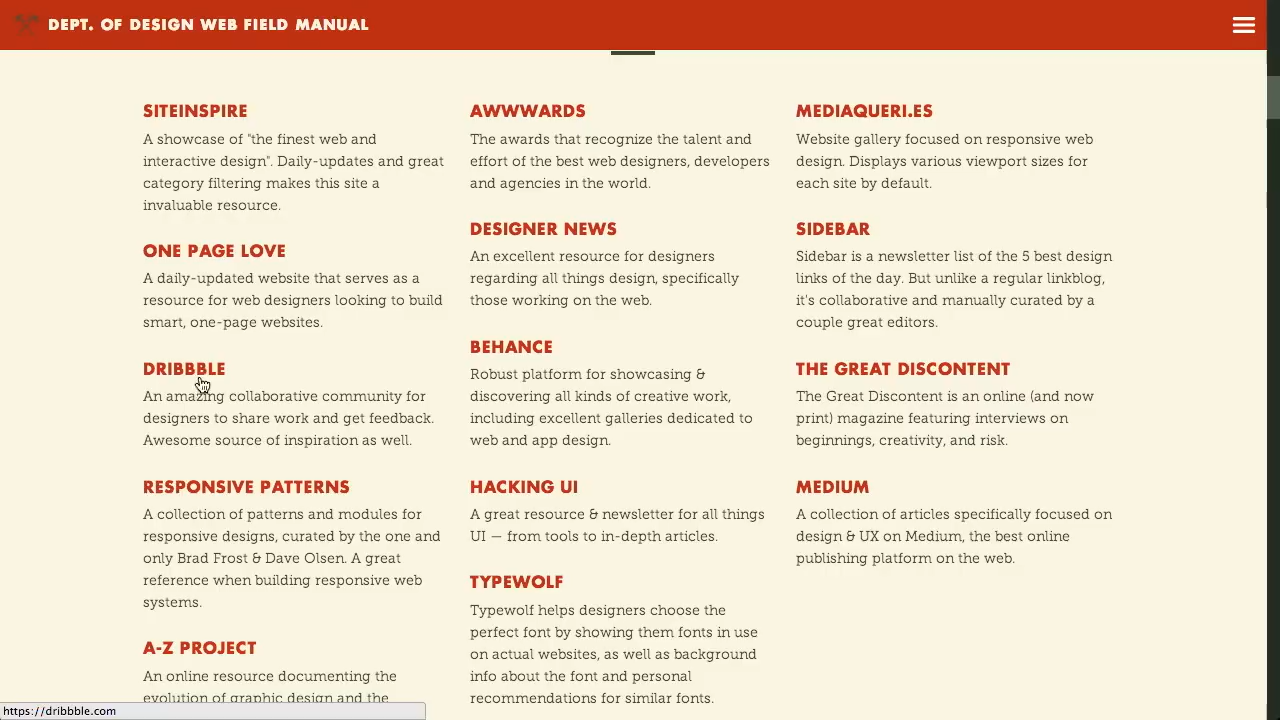 DEPT. OF DESIGN WEB FIELD MANUAL
SITEINSPIRE
A showcase of "the finest web and
interactive design". Daily-updates and great
category filtering makes this site a
invaluable resource.
ONE PAGE LOVE
A daily-updated website that serves as a
resource for web designers looking to build
smart, one-page websites.
DRIBBBLE
An amazing collaborative community for
designers to share work and get feedback.
Awesome source of inspiration as well.
RESPONSIVE PATTERNS
A collection of patterns and modules for
responsive designs, curated by the one and
only Brad Frost & Dave Olsen. A great
reference when building responsive web
systems.
A-Z PROJECT
An online resource documenting the
evolution of graphic design and the
AWWWARDS
The awards that recognize the talent and
effort of the best web designers, developers
and agencies in the world.
DESIGNER NEWS
An excellent resource for designers
regarding all things design, specifically
those working on the web.
BEHANCE
Robust platform for showcasing &
discovering all kinds of creative work,
including excellent galleries dedicated to
web and app design.
HACKING UI
A great resource & newsletter for all things
UI — from tools to in-depth articles.
TYPEWOLF
Typewolf helps designers choose the
perfect font by showing them fonts in use
on actual websites, as well as background
info about the font and personal
recommendations for similar fonts.
MEDIAQUERI.ES
Website gallery focused on responsive web
design. Displays various viewport sizes for
each site by default.
SIDEBAR
Sidebar is a newsletter list of the 5 best design
links of the day. But unlike a regular linkblog,
it's collaborative and manually curated by a
couple great editors.
THE GREAT DISCONTENT
The Great Discontent is an online (and now
print) magazine featuring interviews on
beginnings, creativity, and risk.
MEDIUM
A collection of articles specifically focused on
design & UX on Medium, the best online
publishing platform on the web.
https://dribbble.com